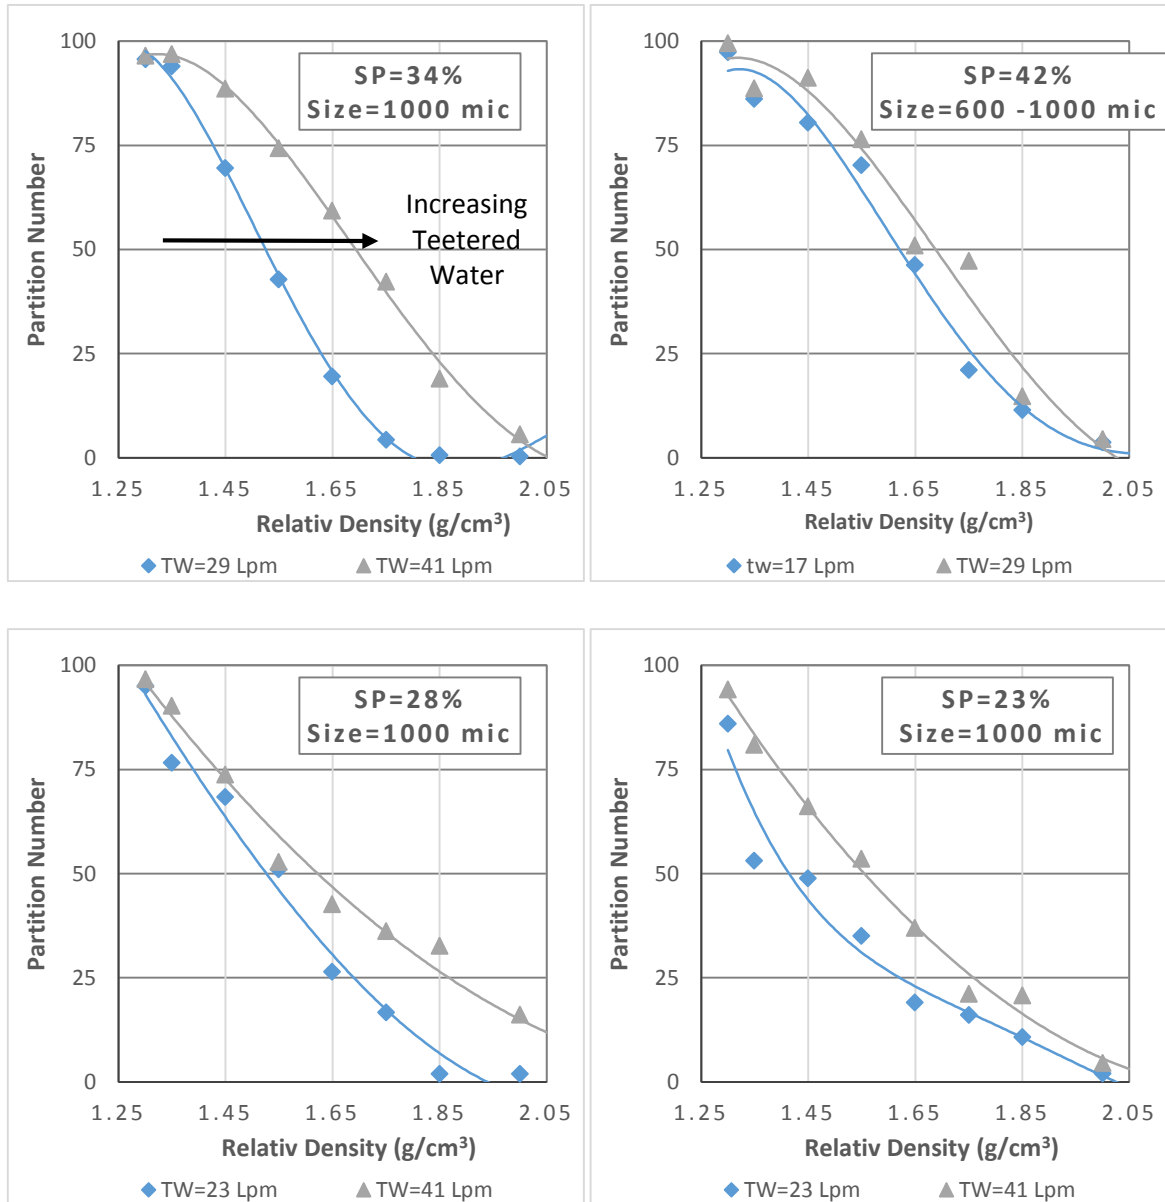 100
75
50
25
0
Partition Number
SP=34%
Size=1000 mic
Increasing
Teetered
Water
1.25 1.45 1.65 1.85 2.05
Relativ Density (g/cm³)
TW=29 Lpm TW=41 Lpm
100
75
50
25
0
Partition Number
SP=42%
Size=600 -1000 mic
1.25 1.45 1.65 1.85 2.05
Relativ Density (g/cm³)
tw=17 Lpm TW=29 Lpm
100
75
50
25
0
Partition Number
SP=28%
Size=1000 mic
1.25 1.45 1.65 1.85 2.05
Relativ Density (g/cm³)
TW=23 Lpm TW=41 Lpm
100
75
50
25
0
Partition Number
SP=23%
Size=1000 mic
1.25 1.45 1.65 1.85 2.05
Relativ Density (g/cm³)
TW=23 Lpm TW=41 Lpm